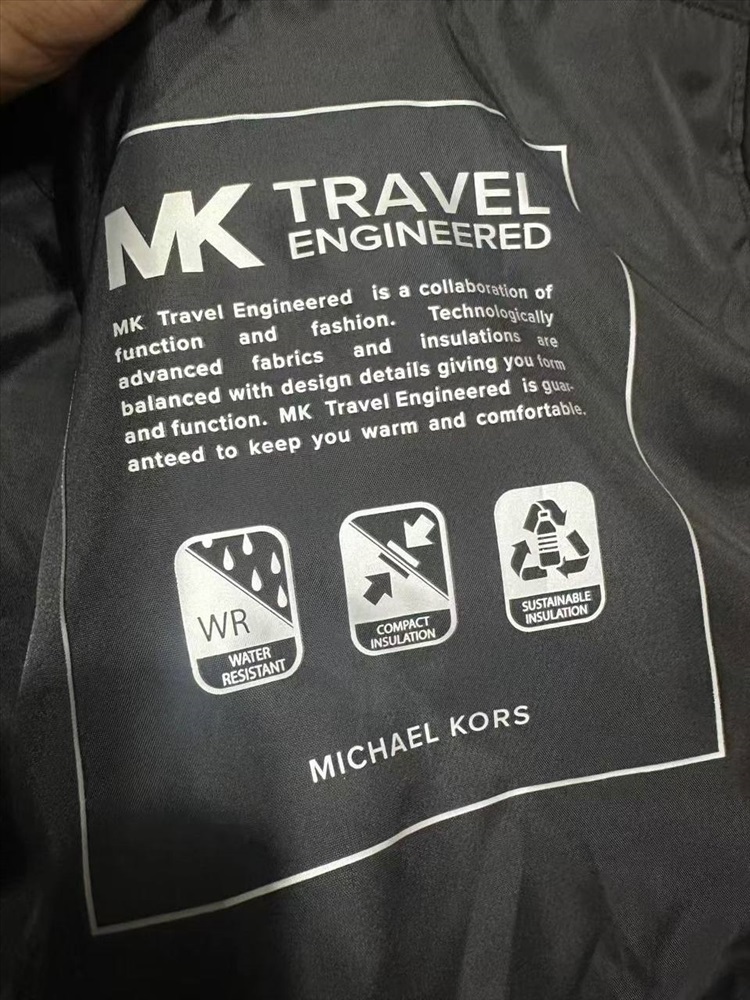 MK TRAVEL
ENGINEERED
MK Travel Engineered is a collaboration of
function and fashion. Technologically
advanced fabrics and insulations are
balanced with design details giving you form
and function. MK Travel Engineered is guar-
anteed to keep you warm and comfortable.
WR
WATER
RESISTANT
COMPACT
INSULATION
SUSTAINABLE
INSULATION
MICHAEL KORS